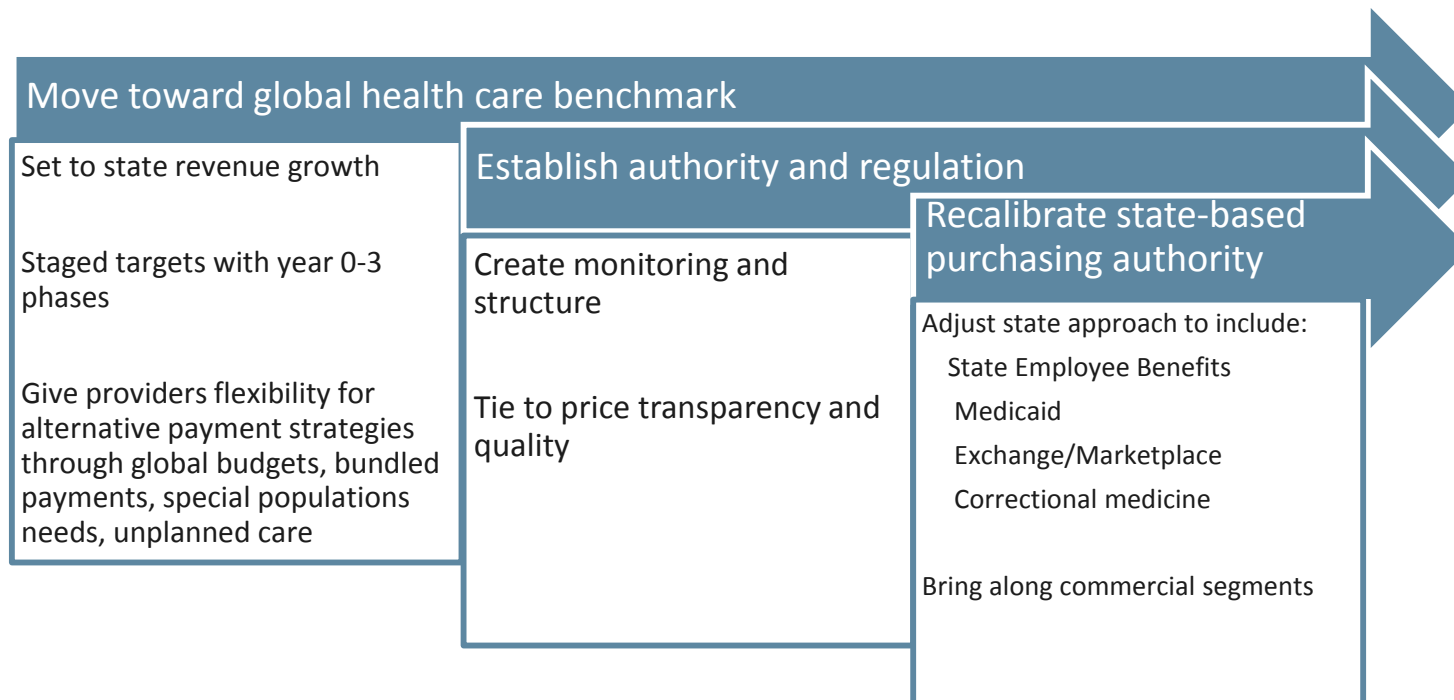 Move toward global health care benchmark
Set to state revenue growth
Staged targets with year 0-3
phases
Give providers flexibility for
alternative payment strategies
through global budgets, bundled
payments, special populations
needs, unplanned care
Establish authority and regulation
Create monitoring and
structure
Tie to price transparency and
quality
Recalibrate state-based
purchasing authority
Adjust state approach to include:
State Employee Benefits
Medicaid
Exchange/Marketplace
Correctional medicine
Bring along commercial segments